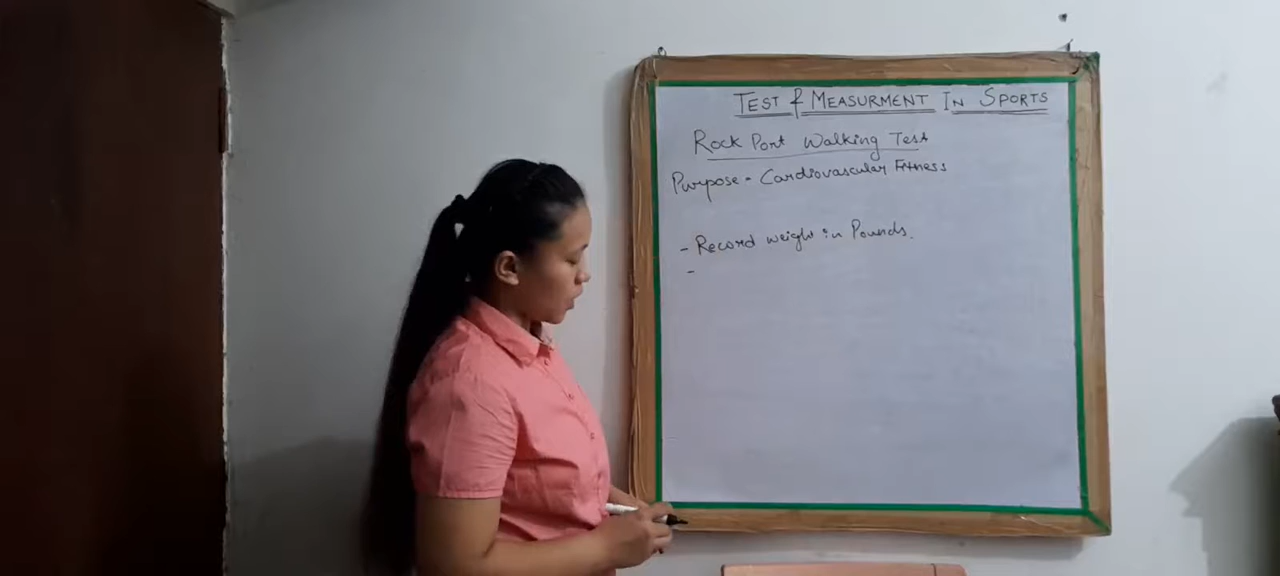 TEST & MEASURMENT IN SPORTS
Rock Port Walking Test
Purpose - Cardiovascular Fitness
- Record weight in Pounds.
-